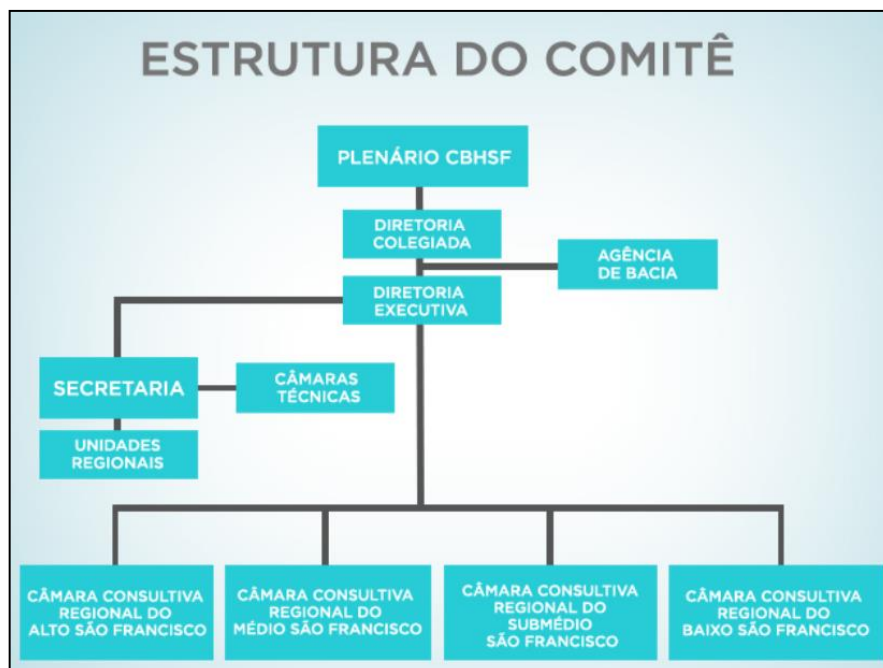 ESTRUTURA DO COMITÊ
PLENÁRIO CBHSF
DIRETORIA
COLEGIADA
AGÊNCIA
DE BACIA
DIRETORIA
EXECUTIVA
SECRETARIA
CÂMARAS
TÉCNICAS
UNIDADES
REGIONAIS
CÂMARA CONSULTIVA
REGIONAL DO
ALTO SÃO FRANCISCO
CÂMARA CONSULTIVA
REGIONAL DO
MÉDIO SÃO FRANCISCO
CÂMARA CONSULTIVA
REGIONAL DO
SUBMÉDIO
SÃO FRANCISCO
CÂMARA CONSULTIVA
REGIONAL DO
BAIXO SÃO FRANCISCO